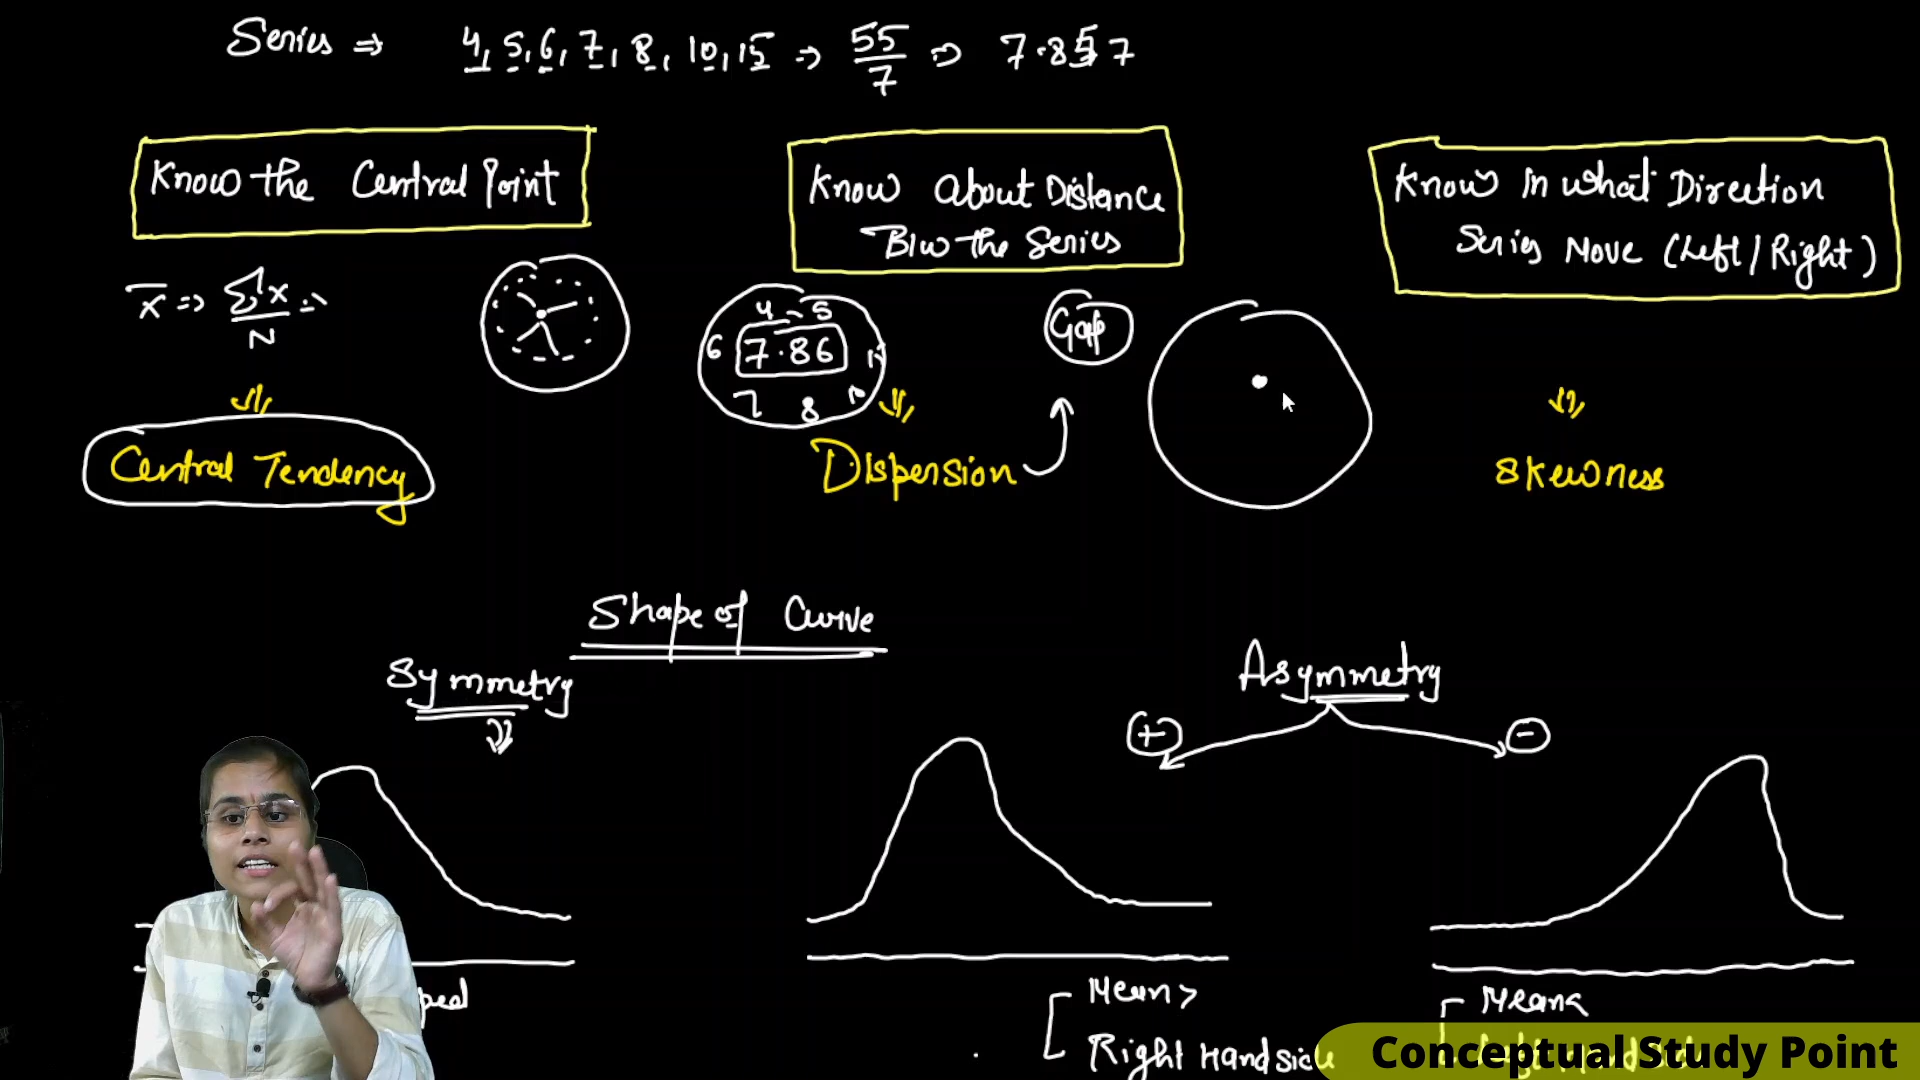 Series ⇒ 4, 5, 6, 7, 8, 10, 15 ⇒ 55/7 ⇒ 7.857
Know the Central Point
Know About Distance
B/w the Series
Know in what Direction
Series Move (Left / Right)
x̄ ⇒ Σx/N ⇒
4 5
6 7.86
7 8 10
Gap
Central Tendency
Dispersion
Skewness
Shape of Curve
Symmetry
Asymmetry
+
-
Mean >
Right Hand side
Mean <
Conceptual Study Point